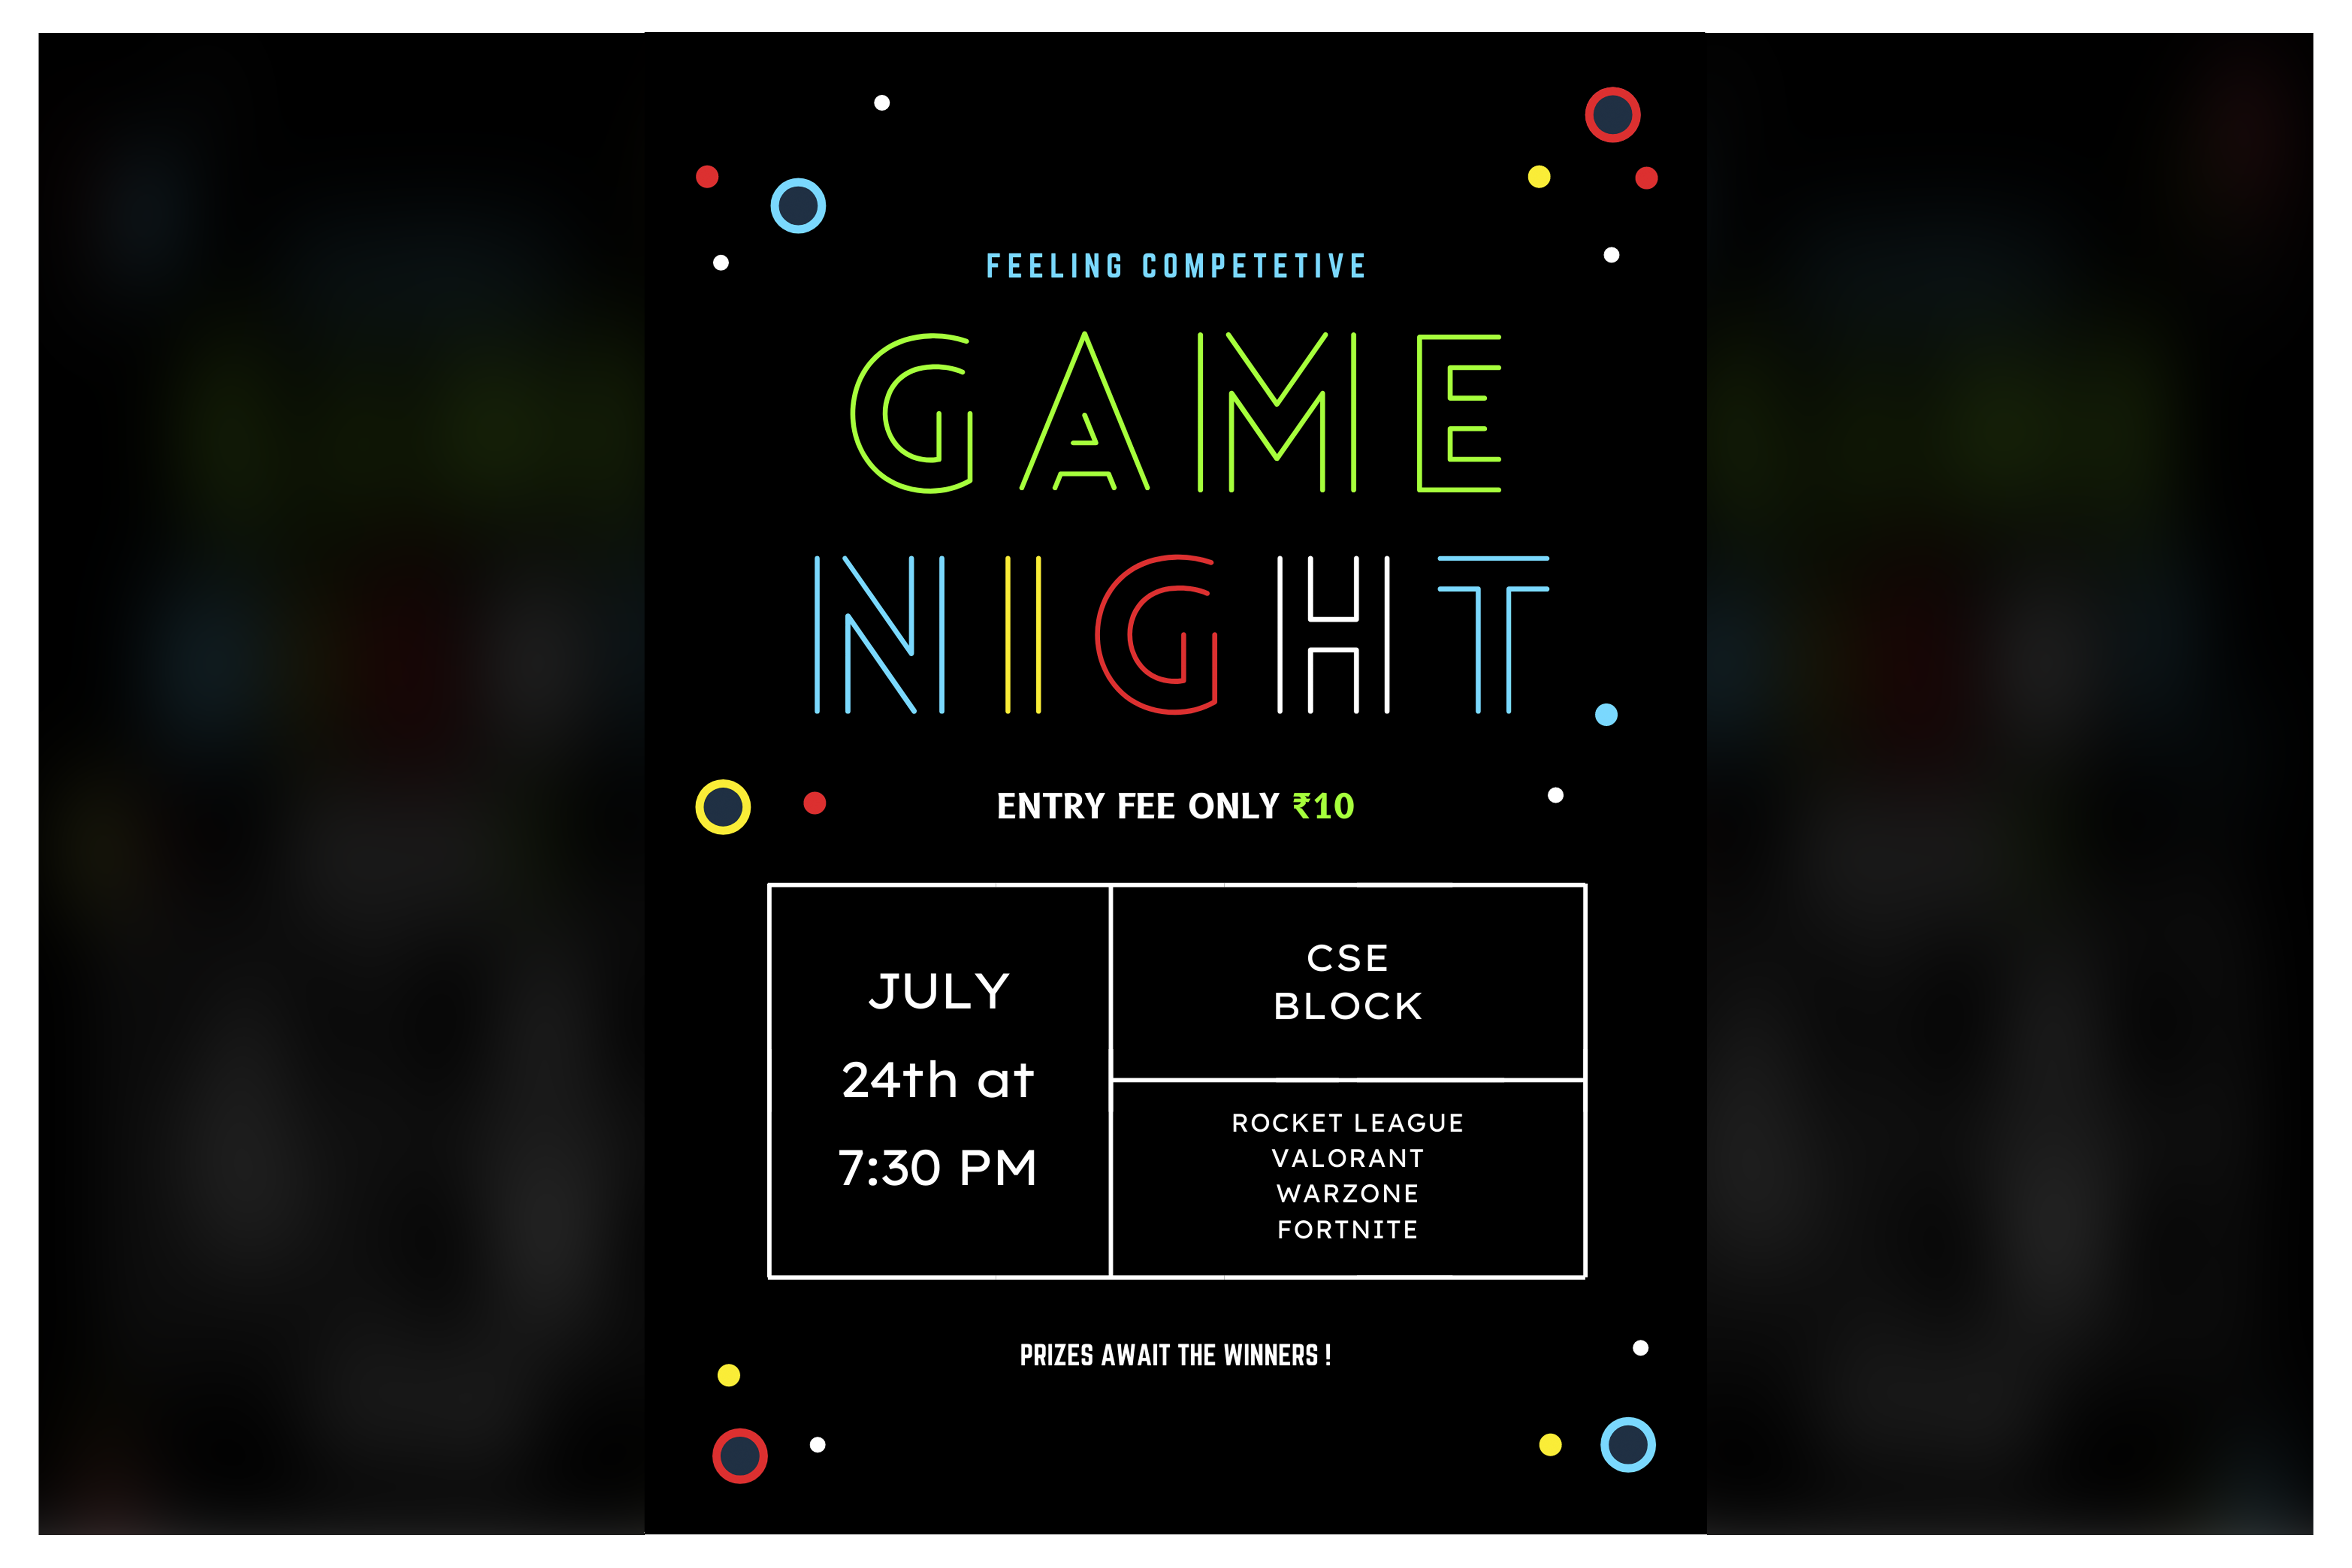 FEELING COMPETETIVE
GAME
NIGHT
ENTRY FEE ONLY ₹10
JULY
24th at
7:30 PM
CSE
BLOCK
ROCKET LEAGUE
VALORANT
WARZONE
FORTNITE
PRIZES AWAIT THE WINNERS !